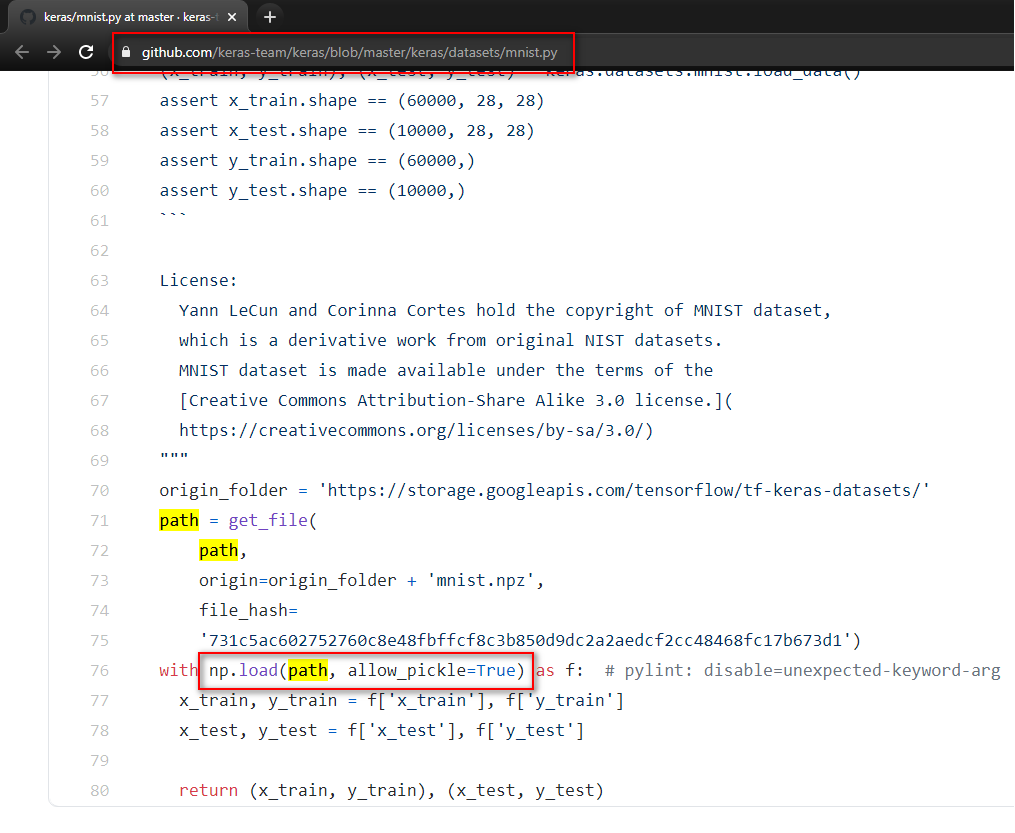 keras/mnist.py at master · keras-t
github.com/keras-team/keras/blob/master/keras/datasets/mnist.py
56 (x_train, y_train), (x_test, y_test) = keras.datasets.mnist.load_data()
57 assert x_train.shape == (60000, 28, 28)
58 assert x_test.shape == (10000, 28, 28)
59 assert y_train.shape == (60000,)
60 assert y_test.shape == (10000,)
61 ```
62
63 License:
64 Yann LeCun and Corinna Cortes hold the copyright of MNIST dataset,
65 which is a derivative work from original NIST datasets.
66 MNIST dataset is made available under the terms of the
67 [Creative Commons Attribution-Share Alike 3.0 license.](
68 https://creativecommons.org/licenses/by-sa/3.0/)
69 """
70 origin_folder = 'https://storage.googleapis.com/tensorflow/tf-keras-datasets/'
71 path = get_file(
72 path,
73 origin=origin_folder + 'mnist.npz',
74 file_hash=
75 '731c5ac602752760c8e48fbffcf8c3b850d9dc2a2aedcf2cc48468fc17b673d1')
76 with np.load(path, allow_pickle=True) as f: # pylint: disable=unexpected-keyword-arg
77 x_train, y_train = f['x_train'], f['y_train']
78 x_test, y_test = f['x_test'], f['y_test']
79
80 return (x_train, y_train), (x_test, y_test)